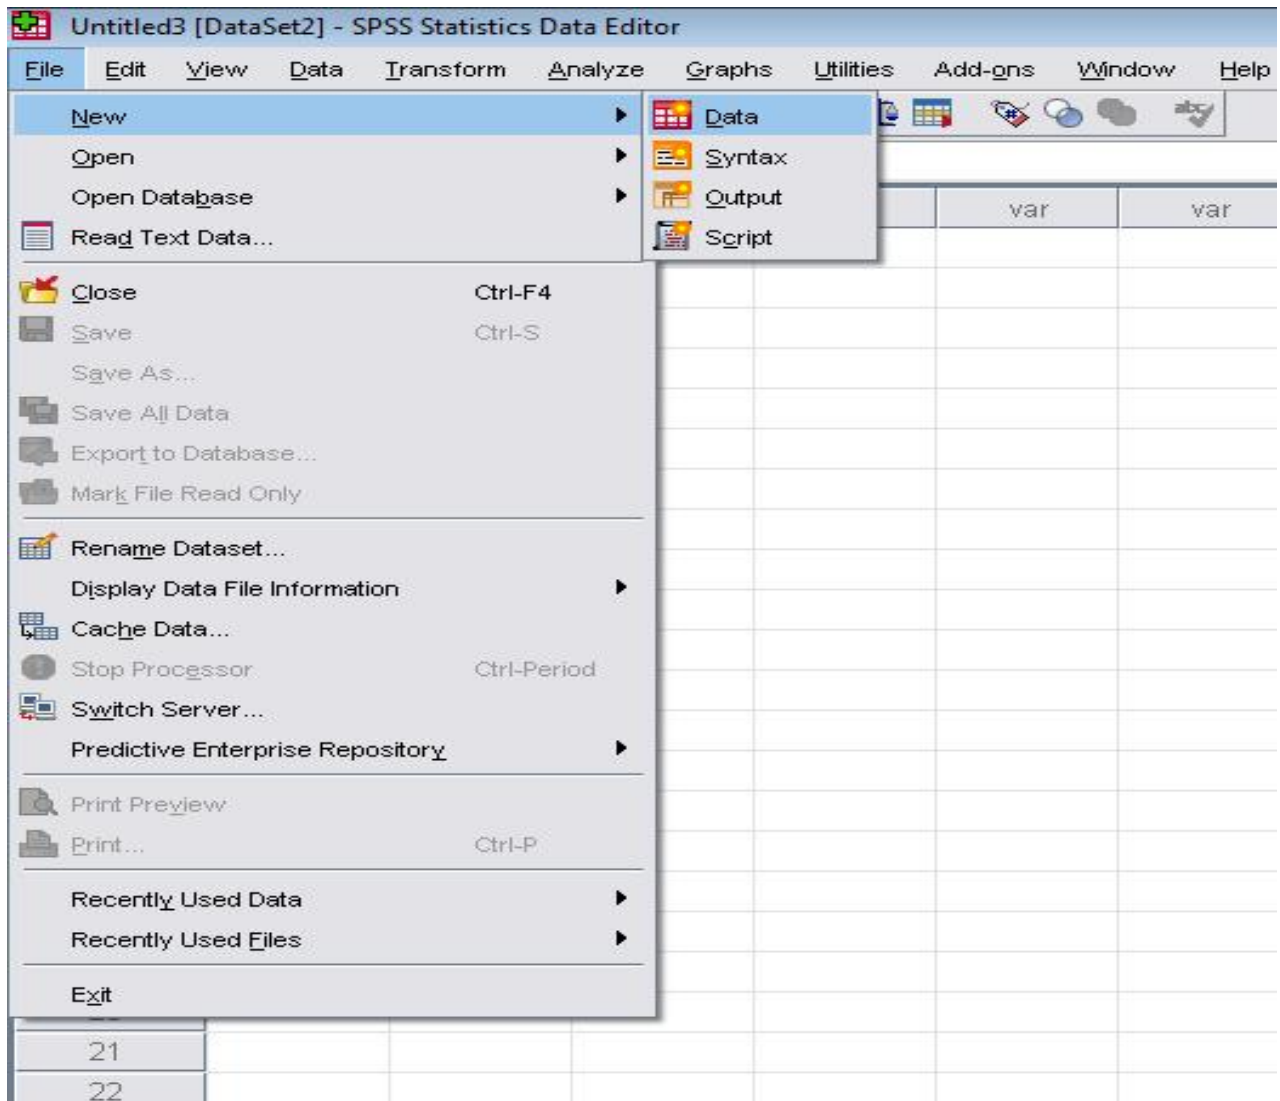 Untitled3 [DataSet2] - SPSS Statistics Data Editor
File Edit View Data Transform Analyze Graphs Utilities Add-ons Window Help
New
Data
Open
Syntax
Open Database
Output
Read Text Data...
Script
var var
Close Ctrl-F4
Save Ctrl-S
Save As...
Save All Data
Export to Database...
Mark File Read Only
Rename Dataset...
Display Data File Information
Cache Data...
Stop Processor Ctrl-Period
Switch Server...
Predictive Enterprise Repository
Print Preview
Print... Ctrl-P
Recently Used Data
Recently Used Files
Exit
21
22